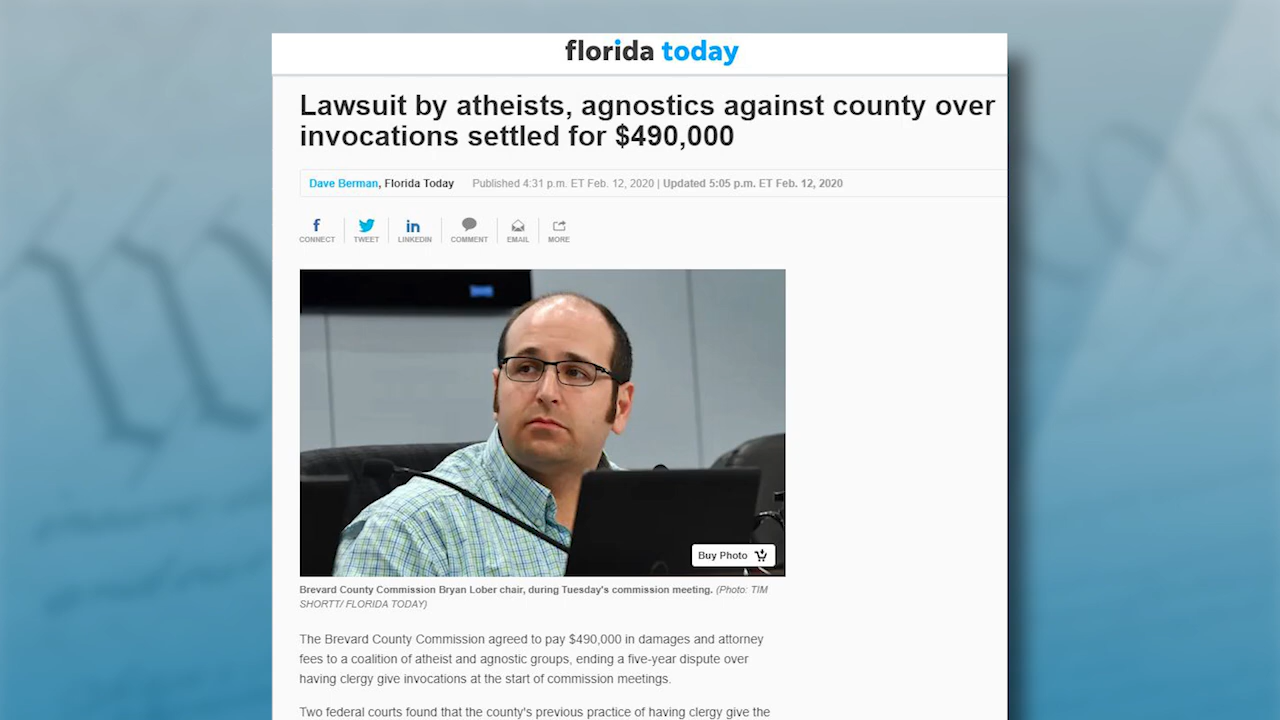 florida today
Lawsuit by atheists, agnostics against county over
invocations settled for $490,000
Dave Berman, Florida Today Published 4:31 p.m. ET Feb. 12, 2020 | Updated 5:05 p.m. ET Feb. 12, 2020
f
in
CONNECT TWEET LINKEDIN COMMENT EMAIL MORE
Buy Photo
Brevard County Commission Bryan Lober chair, during Tuesday's commission meeting. (Photo: TIM
SHORTT/ FLORIDA TODAY)
The Brevard County Commission agreed to pay $490,000 in damages and attorney
fees to a coalition of atheist and agnostic groups, ending a five-year dispute over
having clergy give invocations at the start of commission meetings.
Two federal courts found that the county's previous practice of having clergy give the